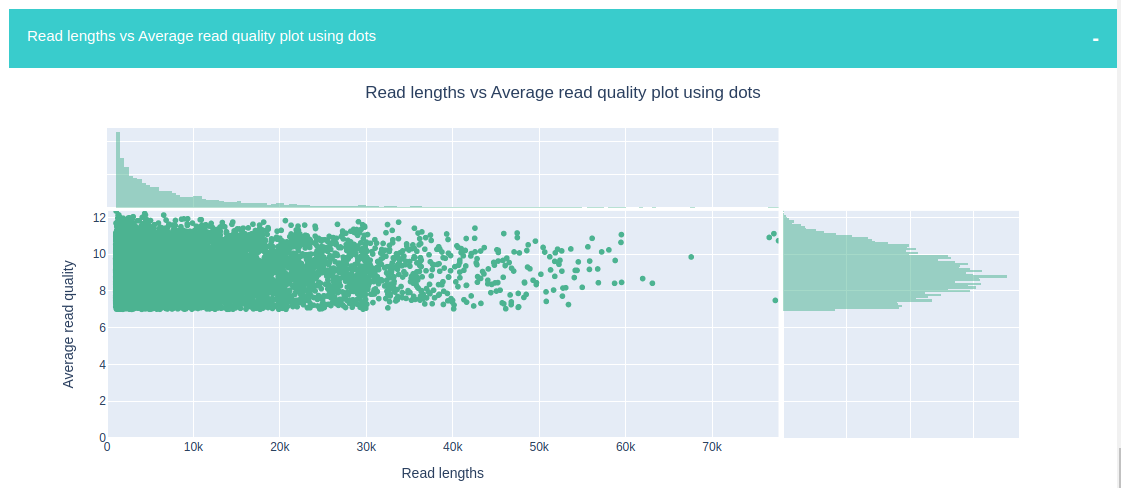 Read lengths vs Average read quality plot using dots
-
Read lengths vs Average read quality plot using dots
12
10
8
6
4
2
0
Average read quality
0 10k 20k 30k 40k 50k 60k 70k
Read lengths